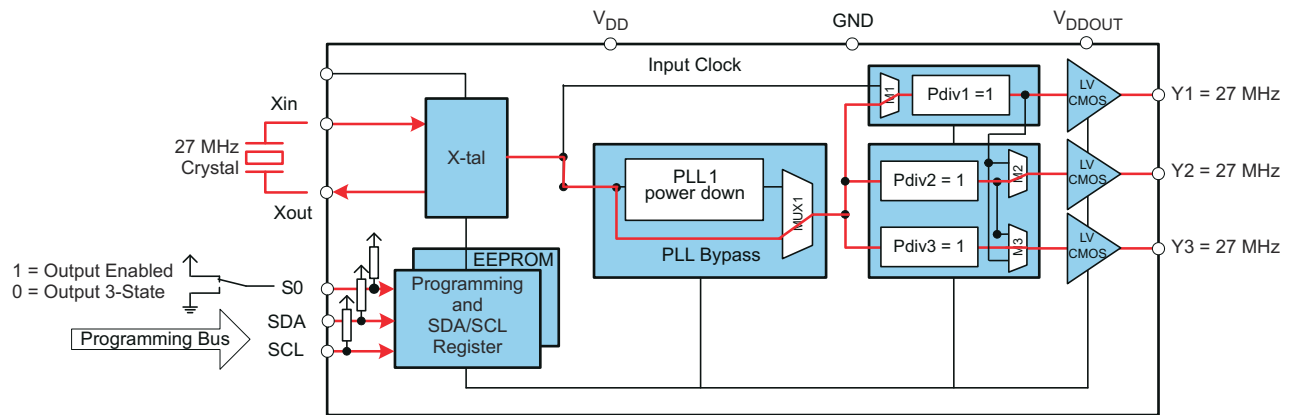 VDD
GND
VDDOUT
Input Clock
Xin
27 MHz
Crystal
Xout
X-tal
PLL 1
power down
MUX1
PLL Bypass
M1
Pdiv1 =1
Pdiv2 = 1
M2
Pdiv3 = 1
M3
LV
CMOS
LV
CMOS
LV
CMOS
Y1 = 27 MHz
Y2 = 27 MHz
Y3 = 27 MHz
1 = Output Enabled
0 = Output 3-State
S0
SDA
SCL
Programming Bus
EEPROM
Programming
and
SDA/SCL
Register